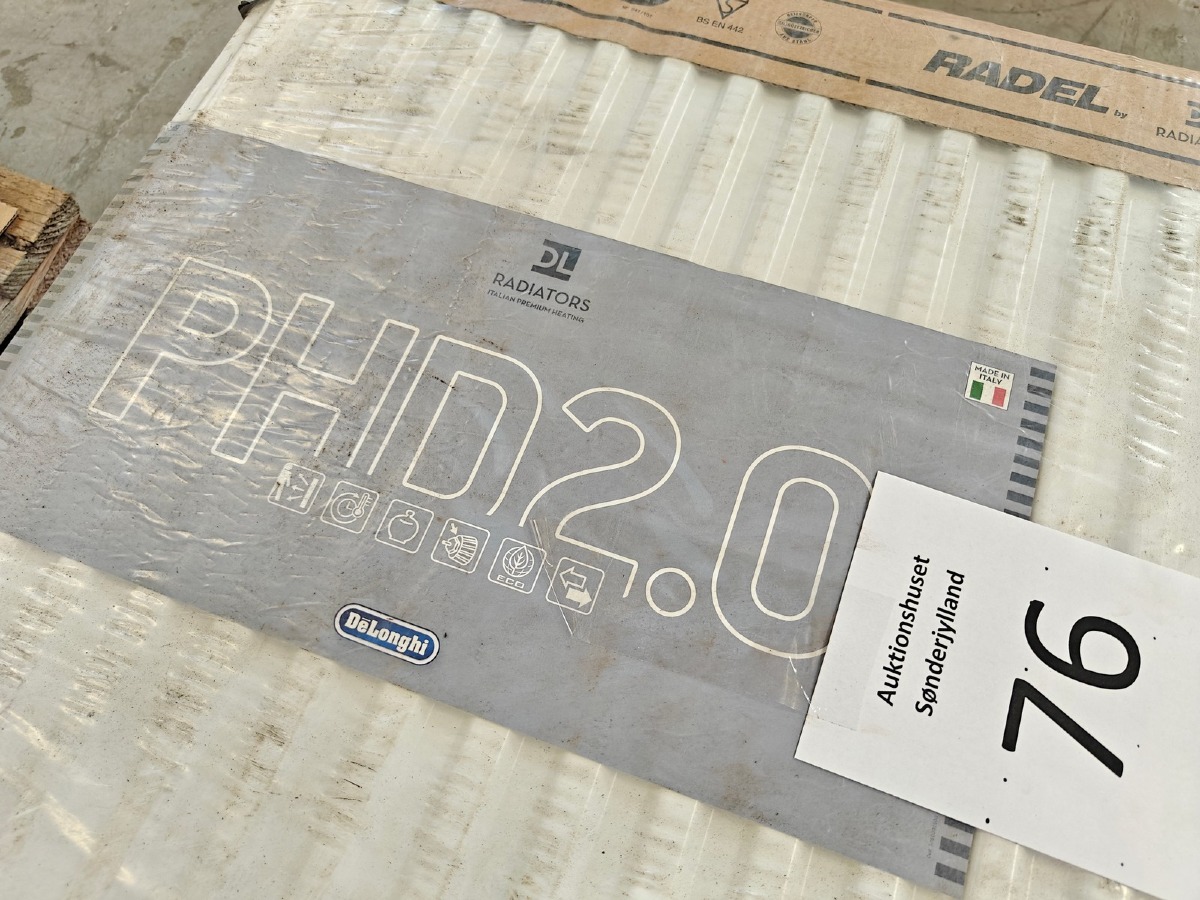 BS EN 442
RADEL by
RADIA
DL
RADIATORS
ITALIAN PREMIUM HEATING
MADE IN
ITALY
PHD2.0
ECO
DeLonghi
Auktionshuset
Sønderjylland
76